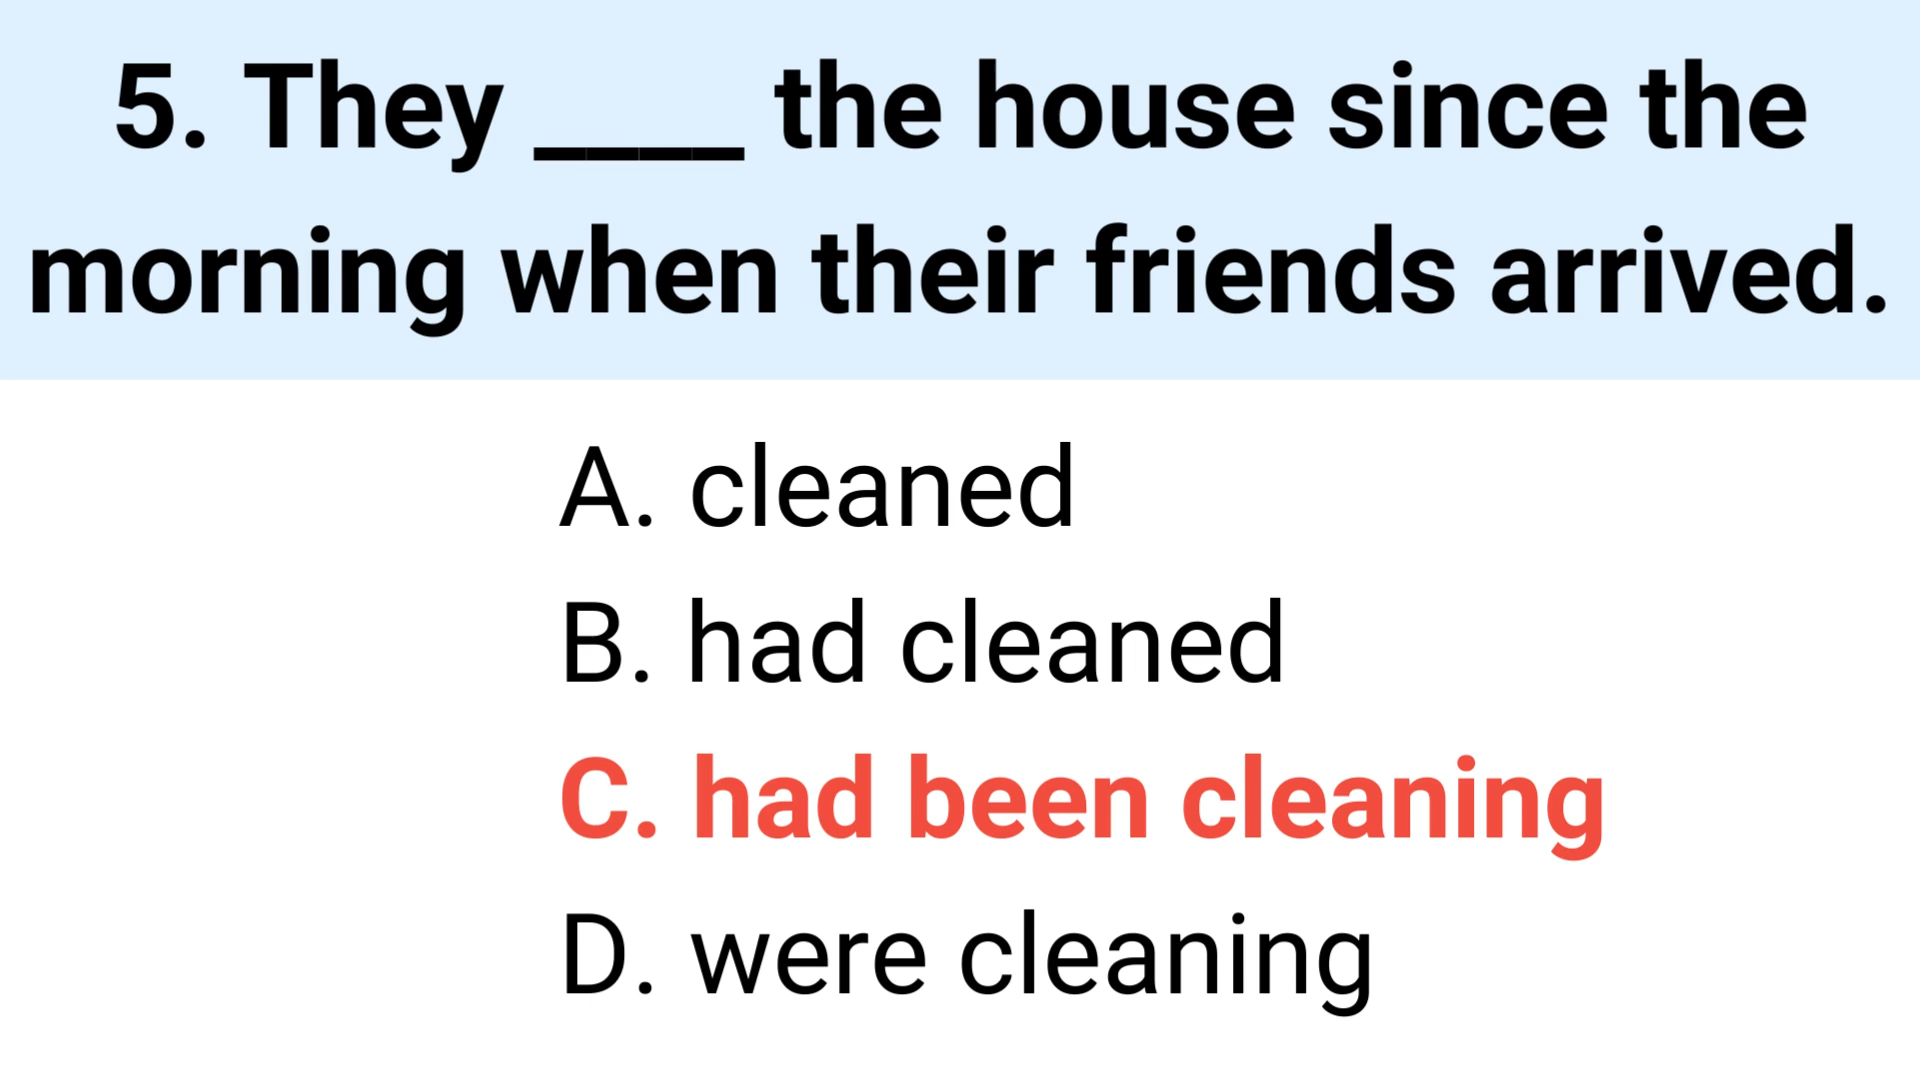 5. They ____ the house since the
morning when their friends arrived.
A. cleaned
B. had cleaned
C. had been cleaning
D. were cleaning